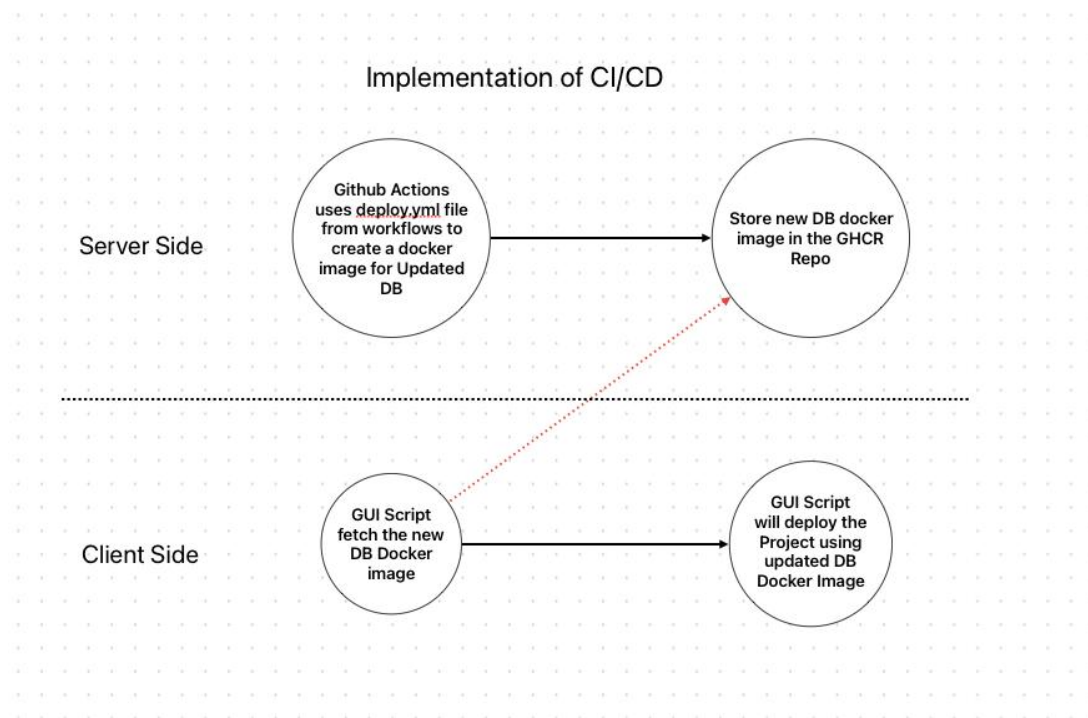 Implementation of CI/CD
Server Side
Github Actions
uses deploy.yml file
from workflows to
create a docker
image for Updated
DB
Store new DB docker
image in the GHCR
Repo
Client Side
GUI Script
fetch the new
DB Docker
image
GUI Script
will deploy the
Project using
updated DB
Docker Image